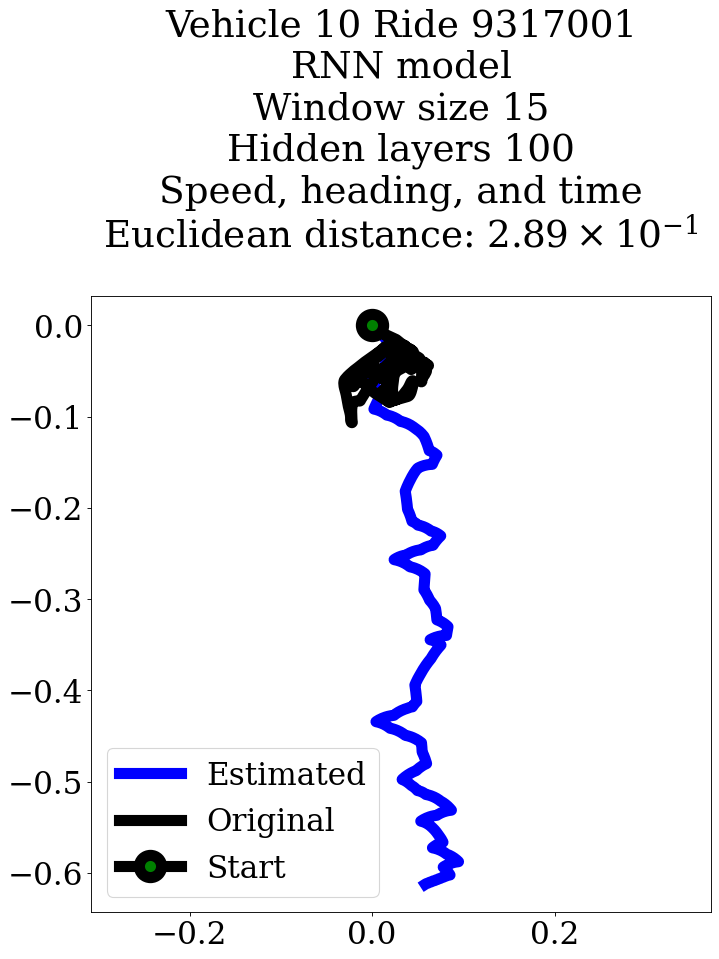 Vehicle 10 Ride 9317001
RNN model
Window size 15
Hidden layers 100
Speed, heading, and time
Euclidean distance: 2.89 × 10⁻¹
0.0
−0.1
−0.2
−0.3
−0.4
−0.5
−0.6
Estimated
Original
Start
−0.2 0.0 0.2